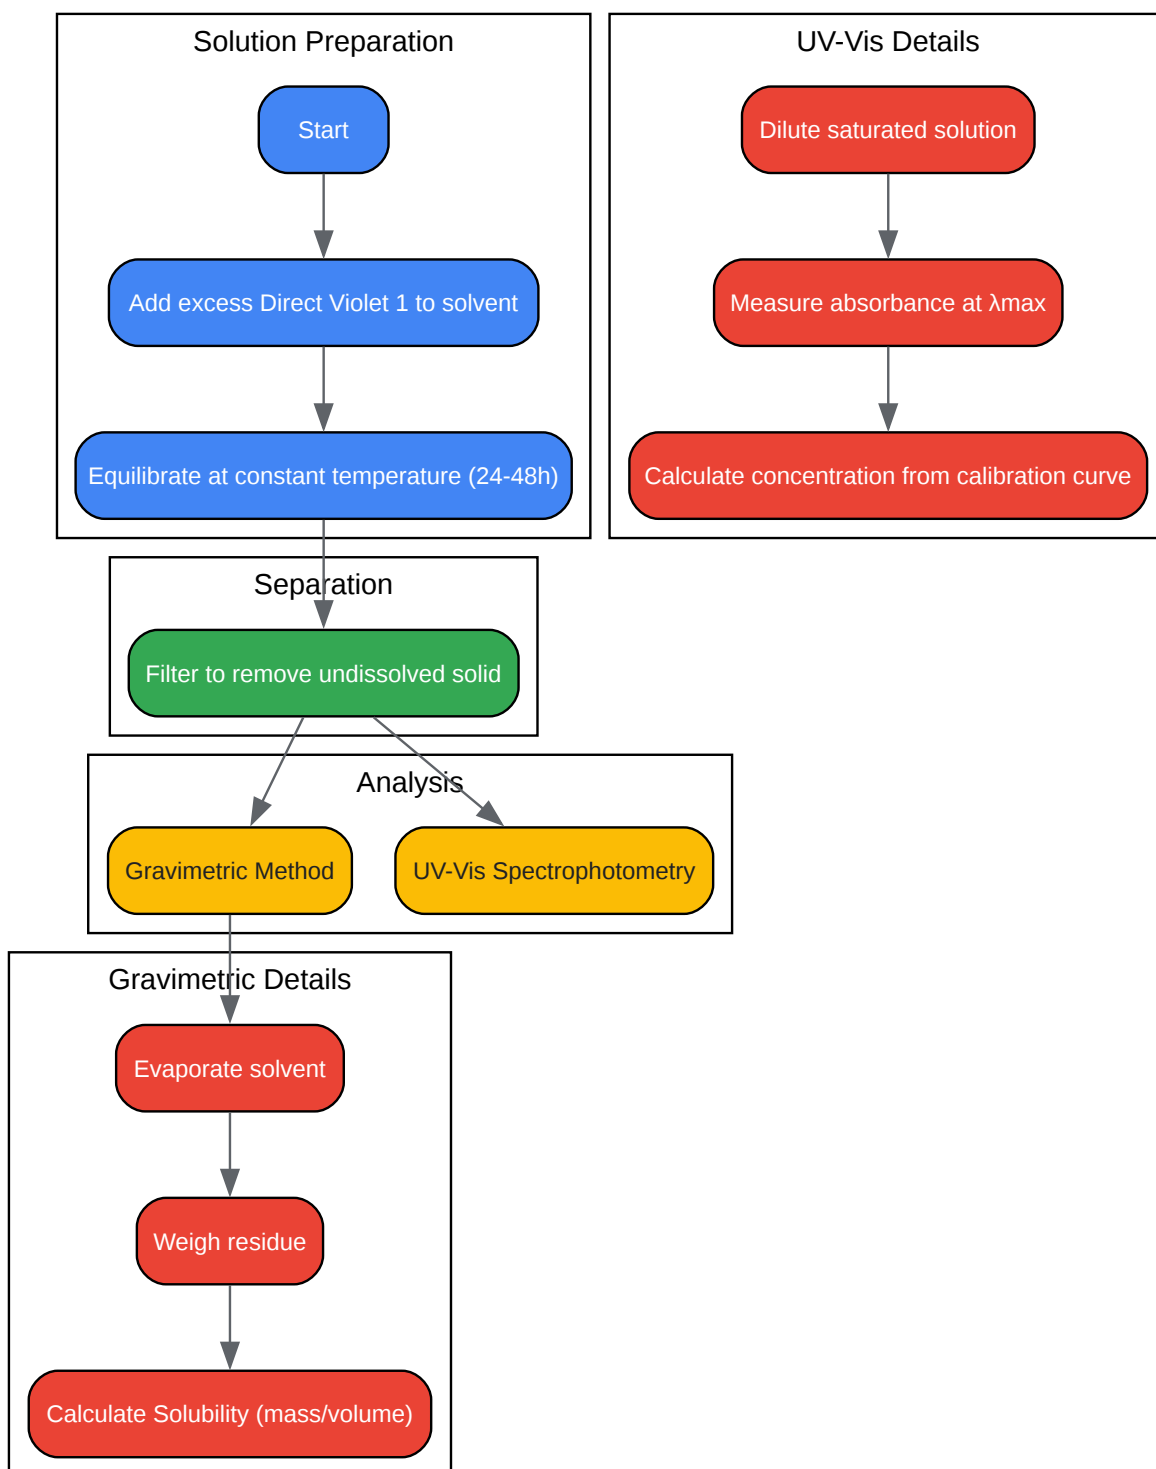 Solution Preparation
Start
Add excess Direct Violet 1 to solvent
Equilibrate at constant temperature (24-48h)
UV-Vis Details
Dilute saturated solution
Measure absorbance at λmax
Calculate concentration from calibration curve
Separation
Filter to remove undissolved solid
Analysis
Gravimetric Method
UV-Vis Spectrophotometry
Gravimetric Details
Evaporate solvent
Weigh residue
Calculate Solubility (mass/volume)